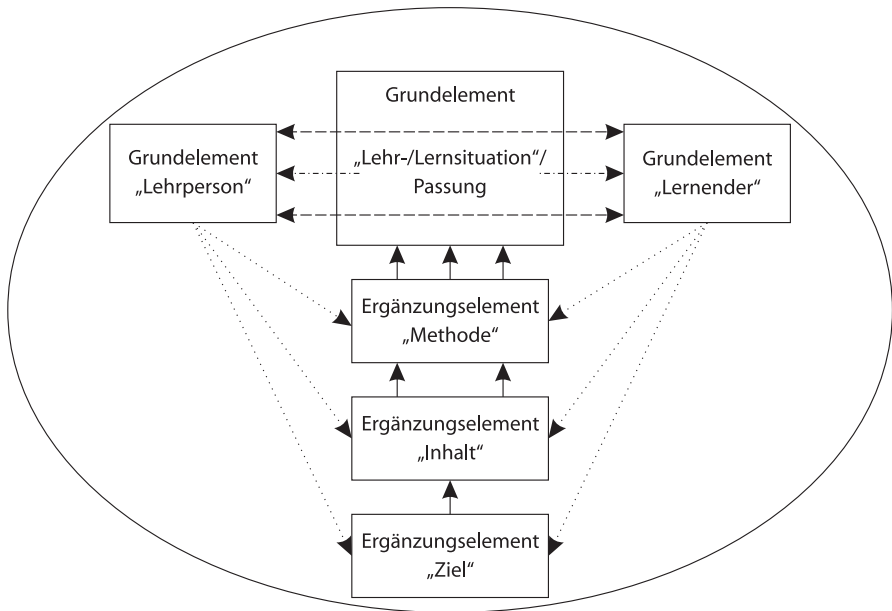 Grundelement
Grundelement
„Lehrperson“
„Lehr-/Lernsituation“/
Passung
Grundelement
„Lernender“
Ergänzungselement
„Methode“
Ergänzungselement
„Inhalt“
Ergänzungselement
„Ziel“